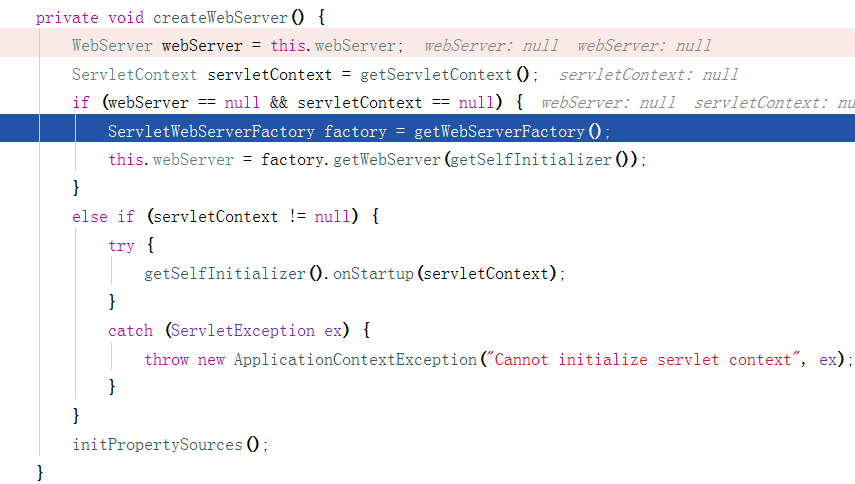 private void createWebServer() {
WebServer webServer = this.webServer; webServer: null webServer: null
ServletContext servletContext = getServletContext(); servletContext: null
if (webServer == null && servletContext == null) { webServer: null servletContext: nu
ServletWebServerFactory factory = getWebServerFactory();
this.webServer = factory.getWebServer(getSelfInitializer());
}
else if (servletContext != null) {
try {
getSelfInitializer().onStartup(servletContext);
}
catch (ServletException ex) {
throw new ApplicationContextException("Cannot initialize servlet context", ex);
}
}
initPropertySources();
}